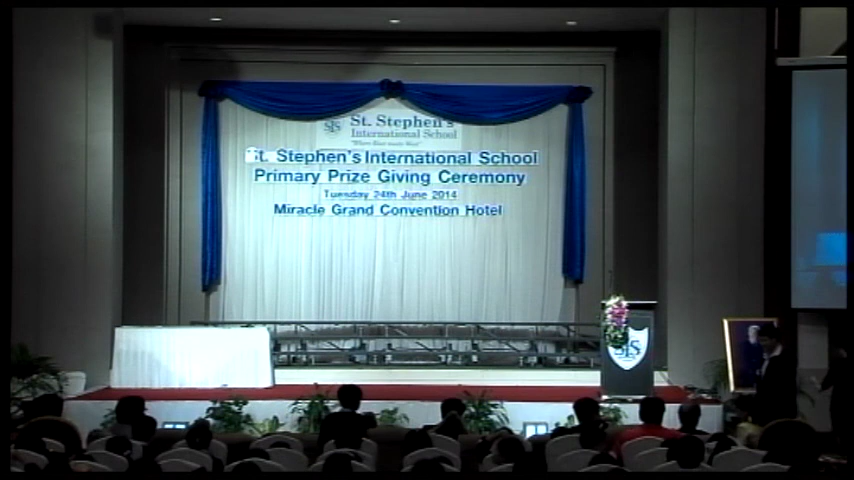 St. Stephen's
International School
St. Stephen's International School
Primary Prize Giving Ceremony
Tuesday 24th June 2014
Miracle Grand Convention Hotel
SIS